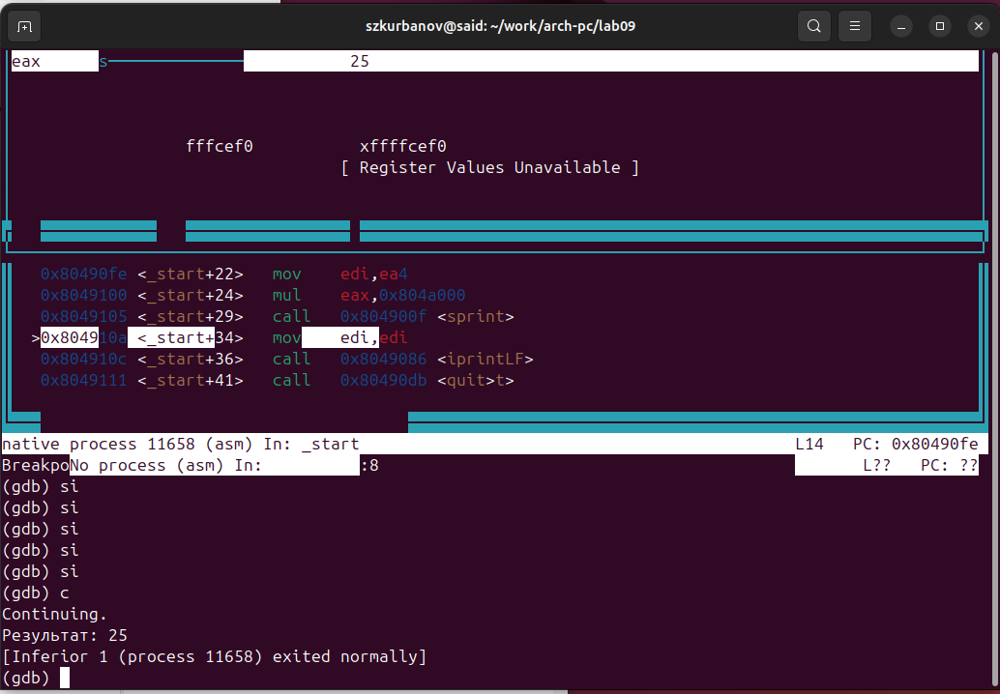 szkurbanov@said: ~/work/arch-pc/lab09
eax s 25
fffcef0 xffffcef0
[ Register Values Unavailable ]
0x80490fe <_start+22> mov edi,ea4
0x8049100 <_start+24> mul eax,0x804a000
0x8049105 <_start+29> call 0x804900f <sprint>
>0x804910a <_start+34> mov edi,edi
0x804910c <_start+36> call 0x8049086 <iprintLF>
0x8049111 <_start+41> call 0x80490db <quit>t>
native process 11658 (asm) In: _start L14 PC: 0x80490fe
BreakpoNo process (asm) In: :8 L?? PC: ??
(gdb) si
(gdb) si
(gdb) si
(gdb) si
(gdb) si
(gdb) c
Continuing.
Результат: 25
[Inferior 1 (process 11658) exited normally]
(gdb)